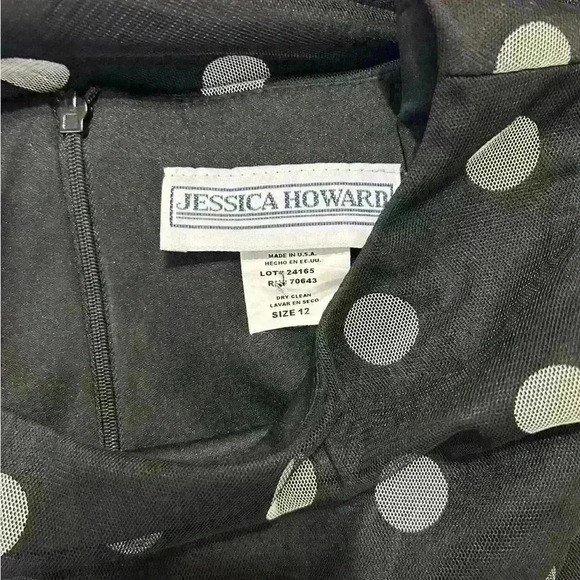 JESSICA HOWARD
MADE IN U.S.A.
HECHO EN EE.UU.
LOT# 24165
RN# 70643
DRY CLEAN
LAVAR EN SECO
SIZE 12